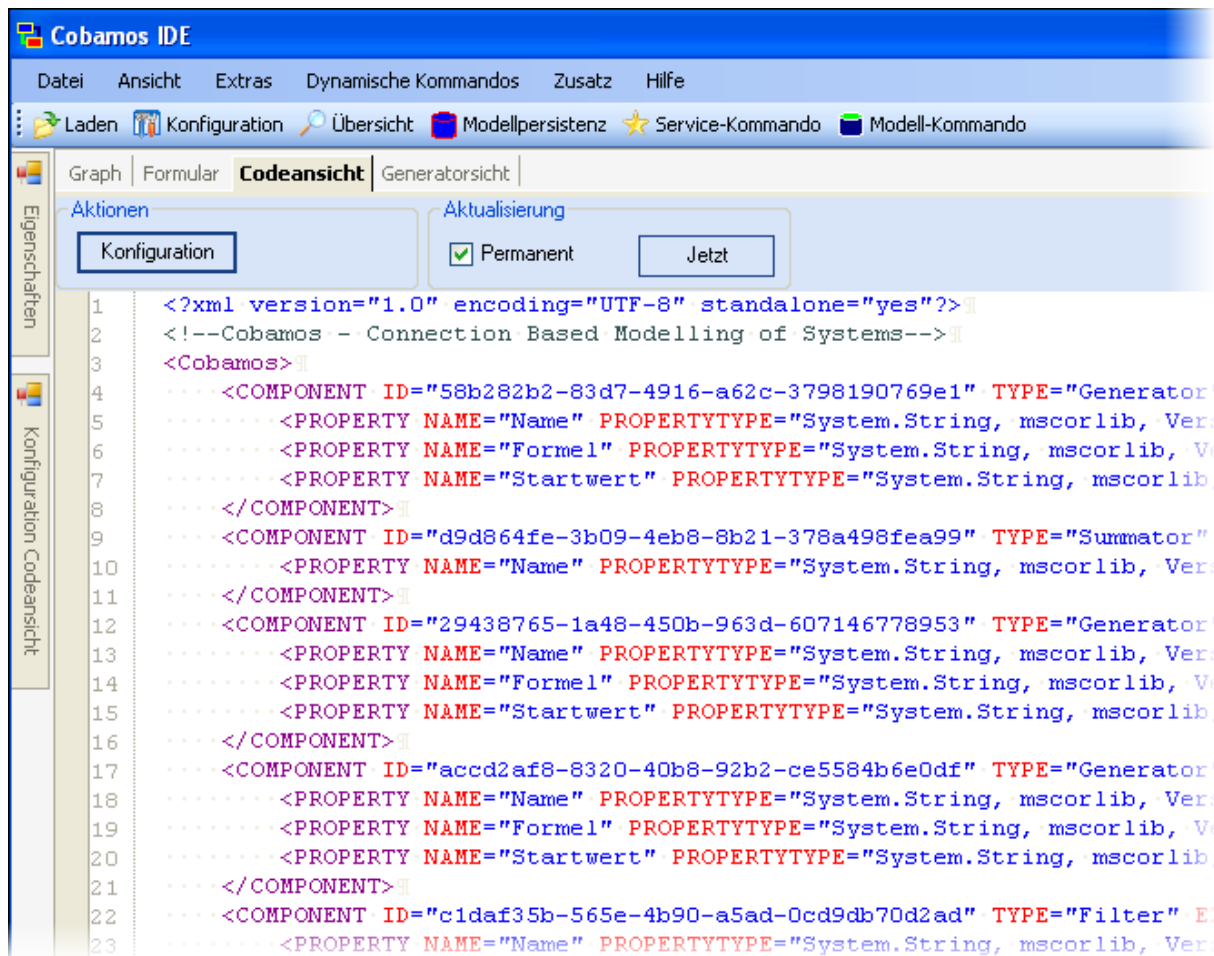 Cobamos IDE
Datei Ansicht Extras Dynamische Kommandos Zusatz Hilfe
Laden Konfiguration Übersicht Modellpersistenz Service-Kommando Modell-Kommando
Graph Formular Codeansicht Generatorsicht
Eigenschaften
Konfiguration Codeansicht
Aktionen Aktualisierung
Konfiguration Permanent Jetzt
1 <?xml version="1.0" encoding="UTF-8" standalone="yes"?>
2 <!--Cobamos - Connection Based Modelling of Systems-->
3 <Cobamos>
4 <COMPONENT ID="58b282b2-83d7-4916-a62c-3798190769e1" TYPE="Generator"
5 <PROPERTY NAME="Name" PROPERTYTYPE="System.String, mscorlib, Ver
6 <PROPERTY NAME="Formel" PROPERTYTYPE="System.String, mscorlib, V
7 <PROPERTY NAME="Startwert" PROPERTYTYPE="System.String, mscorlib,
8 </COMPONENT>
9 <COMPONENT ID="d9d864fe-3b09-4eb8-8b21-378a498fea99" TYPE="Summator"
10 <PROPERTY NAME="Name" PROPERTYTYPE="System.String, mscorlib, Ver
11 </COMPONENT>
12 <COMPONENT ID="29438765-1a48-450b-963d-607146778953" TYPE="Generator"
13 <PROPERTY NAME="Name" PROPERTYTYPE="System.String, mscorlib, Ver
14 <PROPERTY NAME="Formel" PROPERTYTYPE="System.String, mscorlib, V
15 <PROPERTY NAME="Startwert" PROPERTYTYPE="System.String, mscorlib,
16 </COMPONENT>
17 <COMPONENT ID="accd2af8-8320-40b8-92b2-ce5584b6e0df" TYPE="Generator"
18 <PROPERTY NAME="Name" PROPERTYTYPE="System.String, mscorlib, Ver
19 <PROPERTY NAME="Formel" PROPERTYTYPE="System.String, mscorlib, V
20 <PROPERTY NAME="Startwert" PROPERTYTYPE="System.String, mscorlib,
21 </COMPONENT>
22 <COMPONENT ID="c1daf35b-565e-4b90-a5ad-0cd9db70d2ad" TYPE="Filter" E
23 <PROPERTY NAME="Name" PROPERTYTYPE="System.String, mscorlib, Ver